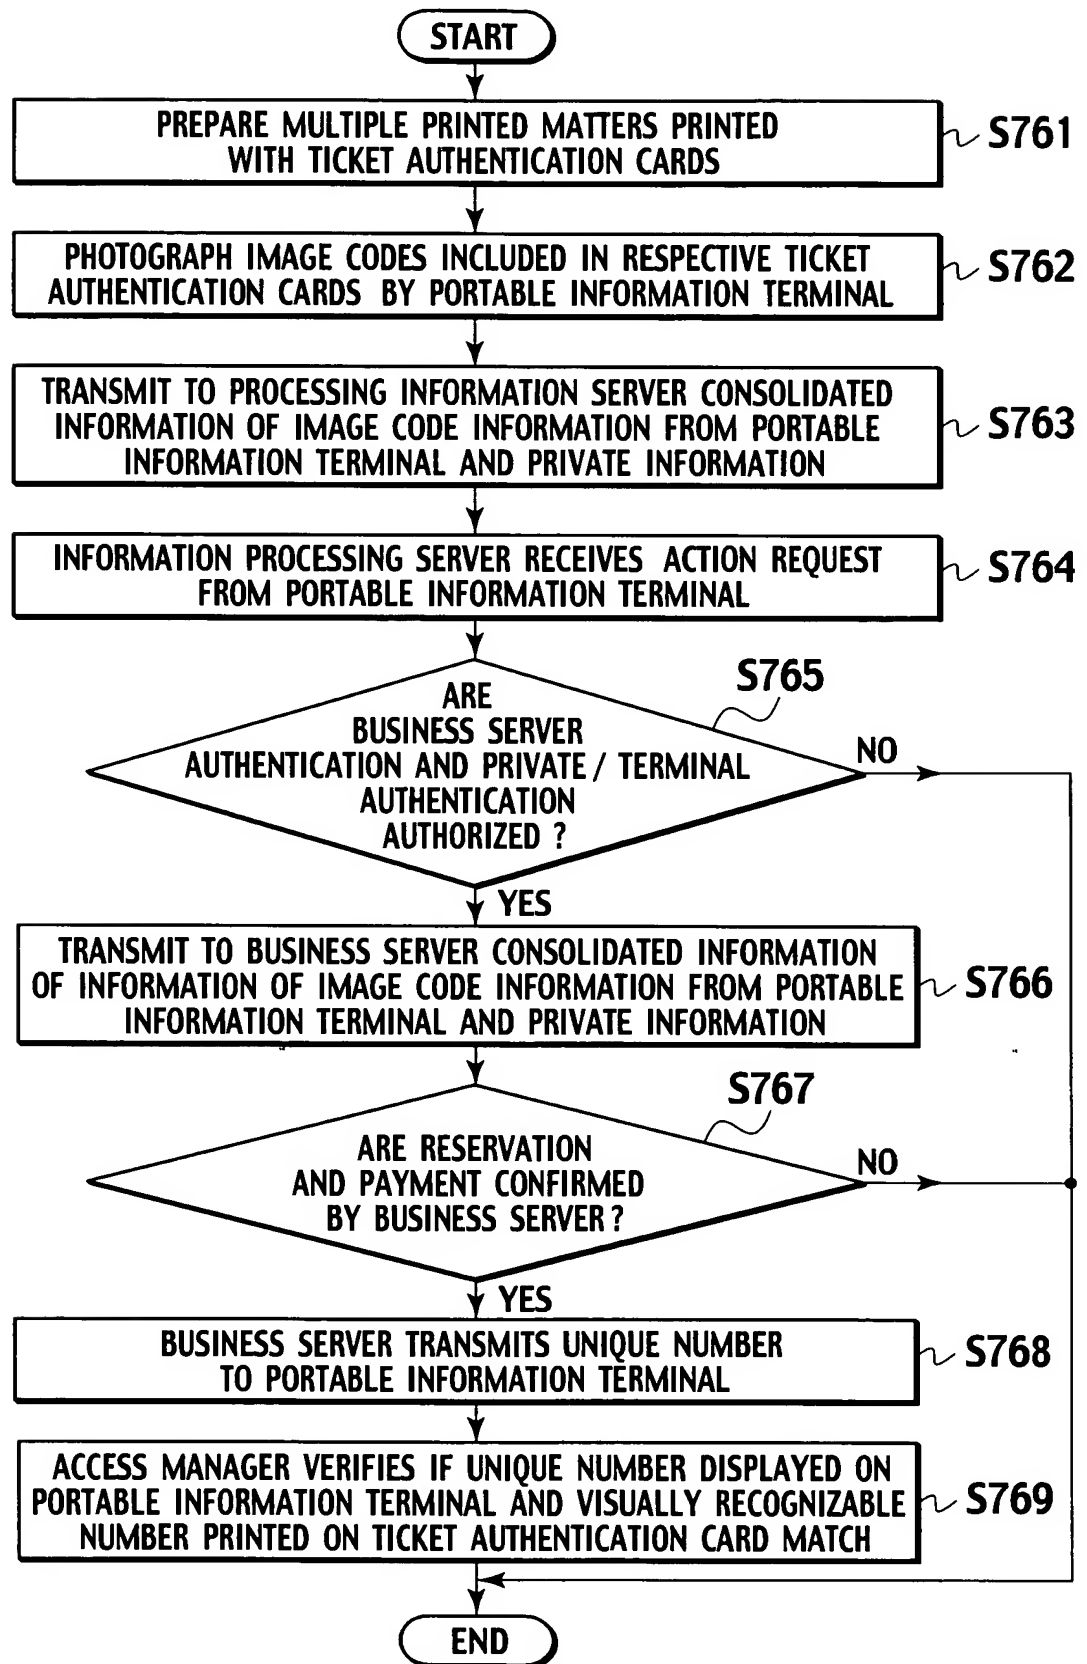 START
PREPARE MULTIPLE PRINTED MATTERS PRINTED
WITH TICKET AUTHENTICATION CARDS
S761
PHOTOGRAPH IMAGE CODES INCLUDED IN RESPECTIVE TICKET
AUTHENTICATION CARDS BY PORTABLE INFORMATION TERMINAL
S762
TRANSMIT TO PROCESSING INFORMATION SERVER CONSOLIDATED
INFORMATION OF IMAGE CODE INFORMATION FROM PORTABLE
INFORMATION TERMINAL AND PRIVATE INFORMATION
S763
INFORMATION PROCESSING SERVER RECEIVES ACTION REQUEST
FROM PORTABLE INFORMATION TERMINAL
S764
S765
ARE
BUSINESS SERVER
AUTHENTICATION AND PRIVATE / TERMINAL
AUTHENTICATION
AUTHORIZED ?
NO
YES
TRANSMIT TO BUSINESS SERVER CONSOLIDATED INFORMATION
OF INFORMATION OF IMAGE CODE INFORMATION FROM PORTABLE
INFORMATION TERMINAL AND PRIVATE INFORMATION
S766
S767
ARE RESERVATION
AND PAYMENT CONFIRMED
BY BUSINESS SERVER ?
NO
YES
BUSINESS SERVER TRANSMITS UNIQUE NUMBER
TO PORTABLE INFORMATION TERMINAL
S768
ACCESS MANAGER VERIFIES IF UNIQUE NUMBER DISPLAYED ON
PORTABLE INFORMATION TERMINAL AND VISUALLY RECOGNIZABLE
NUMBER PRINTED ON TICKET AUTHENTICATION CARD MATCH
S769
END